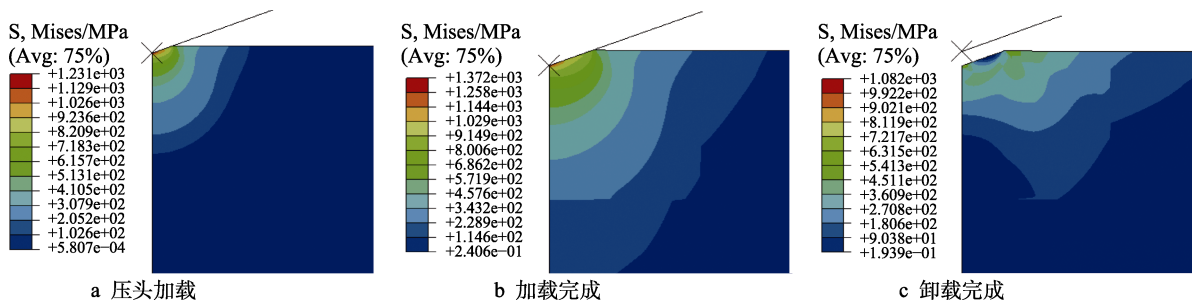 S, Mises/MPa
(Avg: 75%)
+1.231e+03
+1.129e+03
+1.026e+03
+9.236e+02
+8.209e+02
+7.183e+02
+6.157e+02
+5.131e+02
+4.105e+02
+3.079e+02
+2.052e+02
+1.026e+02
+5.807e−04
a 压头加载
S, Mises/MPa
(Avg: 75%)
+1.372e+03
+1.258e+03
+1.144e+03
+1.029e+03
+9.149e+02
+8.006e+02
+6.862e+02
+5.719e+02
+4.576e+02
+3.432e+02
+2.289e+02
+1.146e+02
+2.406e−01
b 加载完成
S, Mises/MPa
(Avg: 75%)
+1.082e+03
+9.922e+02
+9.021e+02
+8.119e+02
+7.217e+02
+6.315e+02
+5.413e+02
+4.511e+02
+3.609e+02
+2.708e+02
+1.806e+02
+9.038e+01
+1.939e−01
c 卸载完成